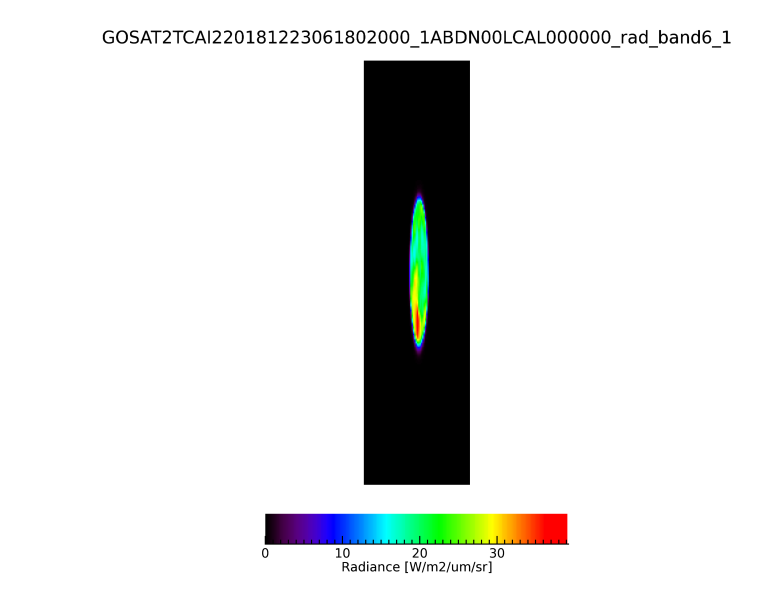 GOSAT2TCAI220181223061802000_1ABDN00LCAL000000_rad_band6_1
0 10 20 30
Radiance [W/m2/um/sr]